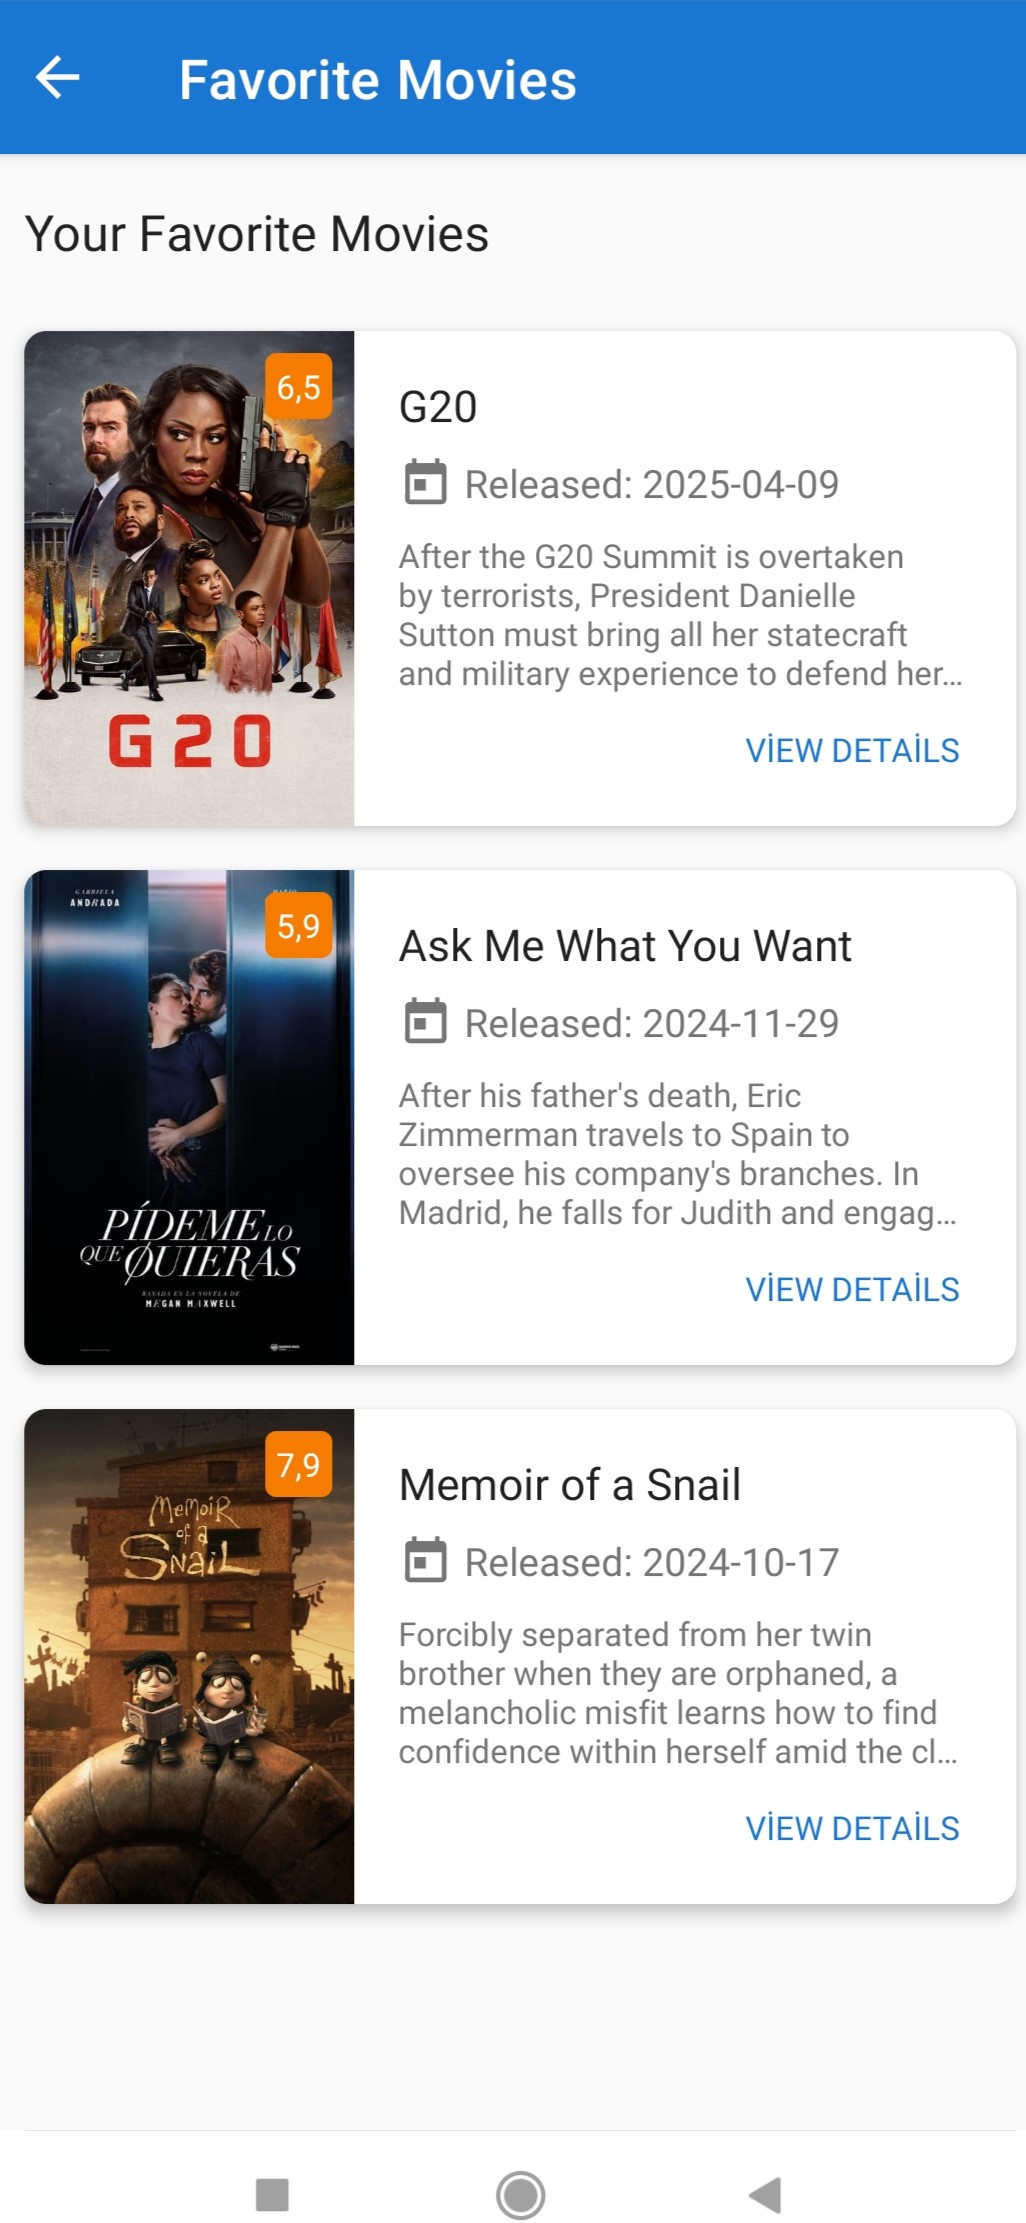 Favorite Movies
Your Favorite Movies
6,5
G20
G20
Released: 2025-04-09
After the G20 Summit is overtaken
by terrorists, President Danielle
Sutton must bring all her statecraft
and military experience to defend her...
VİEW DETAİLS
GABRIELA
ANDRADA
5,9
PÍDEME LO
QUE QUIERAS
BASADA EN LA NOVELA DE
MEGAN MAXWELL
Ask Me What You Want
Released: 2024-11-29
After his father's death, Eric
Zimmerman travels to Spain to
oversee his company's branches. In
Madrid, he falls for Judith and engag...
VİEW DETAİLS
7,9
Memoir
of a
Snail
Memoir of a Snail
Released: 2024-10-17
Forcibly separated from her twin
brother when they are orphaned, a
melancholic misfit learns how to find
confidence within herself amid the cl...
VİEW DETAİLS